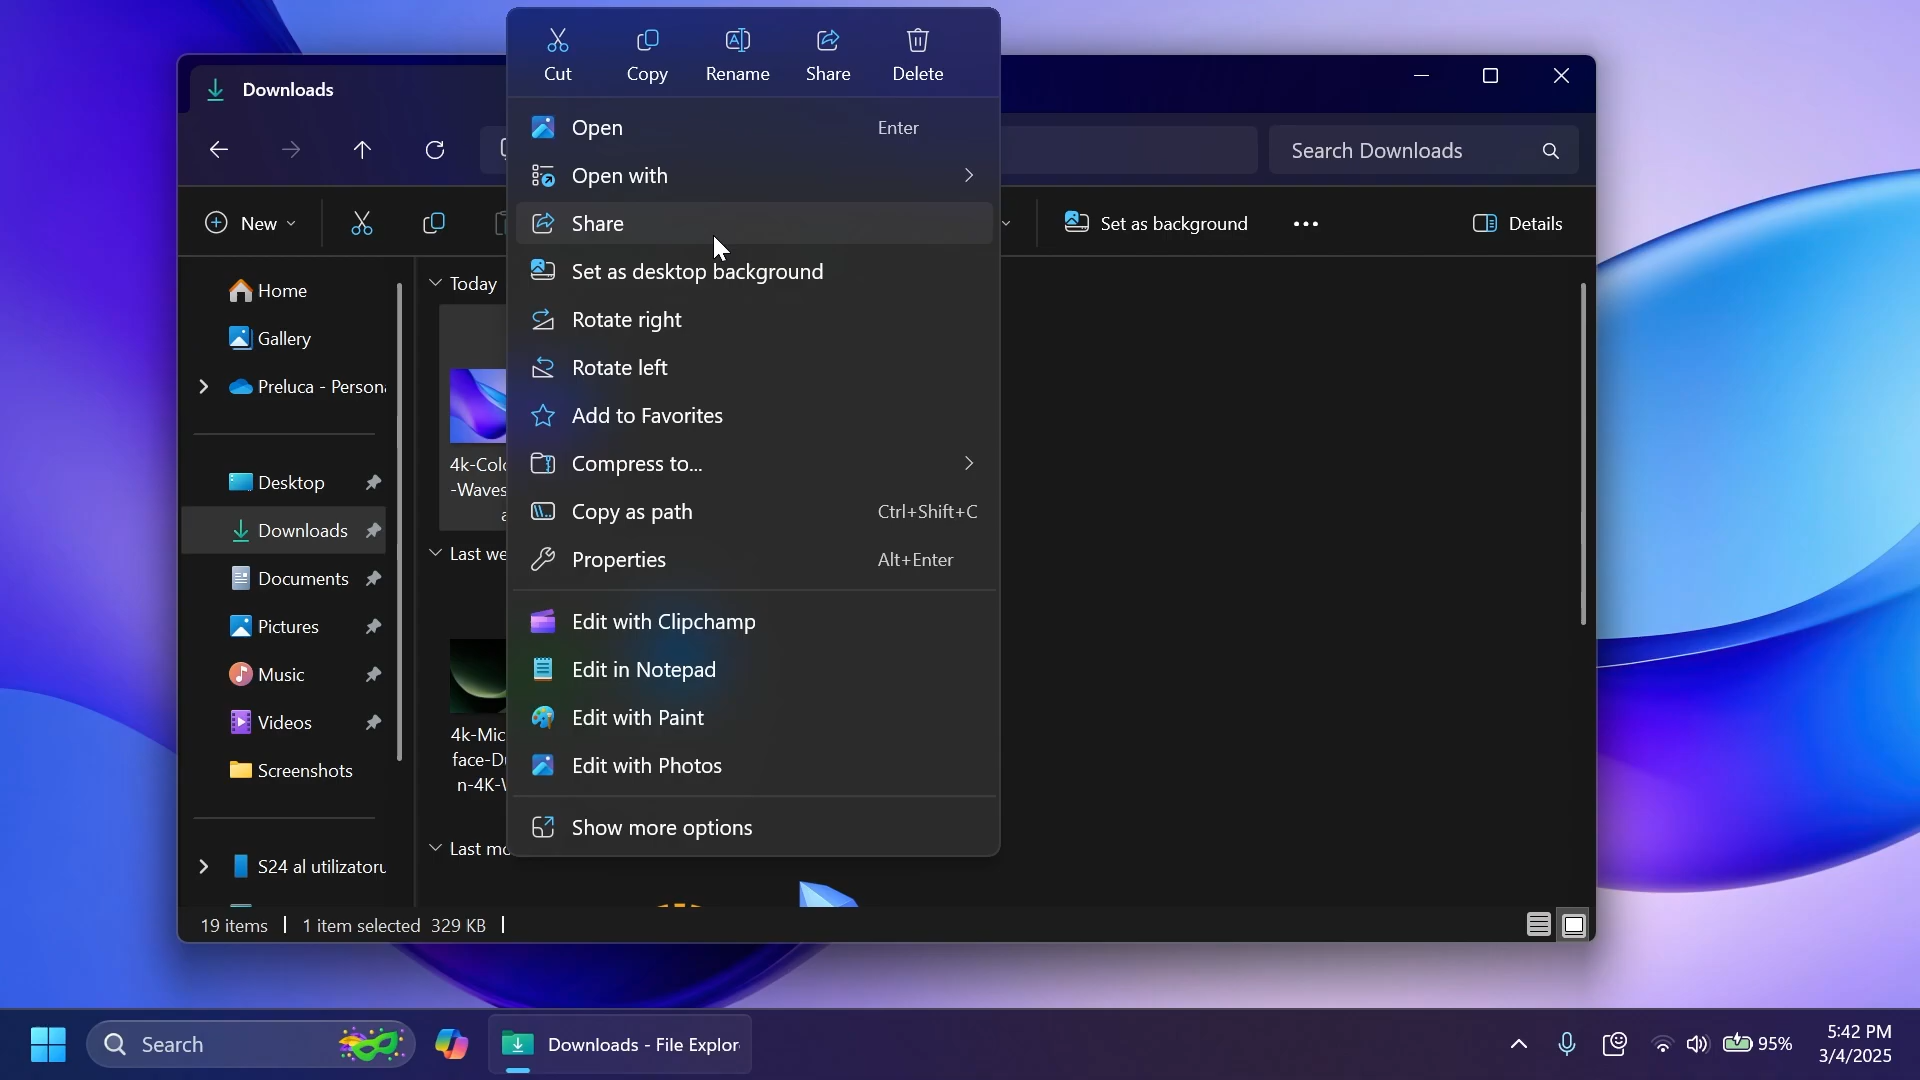 Cut
Copy
Rename
Share
Delete
Downloads
Open Enter
Search Downloads
Open with
New
Share
Set as background
Details
Set as desktop background
Home
Today
Rotate right
Gallery
Rotate left
Preluca - Persona
Add to Favorites
Compress to...
4k-Colo
-Waves
Desktop
Copy as path Ctrl+Shift+C
Downloads
Last we
Properties Alt+Enter
Documents
Edit with Clipchamp
Pictures
Edit in Notepad
Music
Edit with Paint
Videos
4k-Mic
face-Du
n-4K-W
Edit with Photos
Screenshots
Show more options
Last mo
S24 al utilizatoru
19 items
1 item selected 329 KB
Search
Downloads - File Explor
95%
5:42 PM
3/4/2025